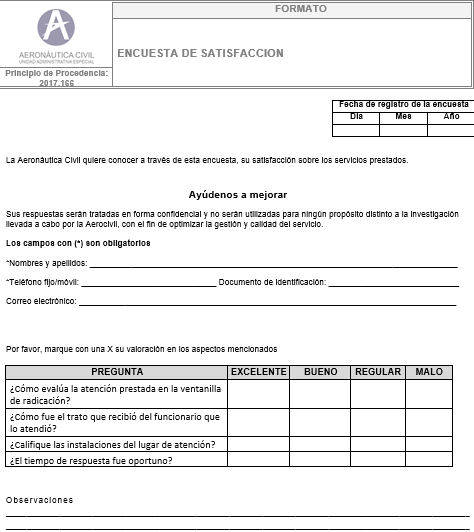 FORMATO
AERONÁUTICA CIVIL
UNIDAD ADMINISTRATIVA ESPECIAL
ENCUESTA DE SATISFACCION
Principio de Procedencia:
2017.166
Fecha de registro de la encuesta
Día Mes Año
La Aeronáutica Civil quiere conocer a través de esta encuesta, su satisfacción sobre los servicios prestados.
Ayúdenos a mejorar
Sus respuestas serán tratadas en forma confidencial y no serán utilizadas para ningún propósito distinto a la investigación
llevada a cabo por la Aerocivil, con el fin de optimizar la gestión y calidad del servicio.
Los campos con (*) son obligatorios
*Nombres y apellidos:
*Teléfono fijo/móvil: Documento de identificación:
Correo electrónico:
Por favor, marque con una X su valoración en los aspectos mencionados
PREGUNTA EXCELENTE BUENO REGULAR MALO
¿Cómo evalúa la atención prestada en la ventanilla
de radicación?
¿Cómo fue el trato que recibió del funcionario que
lo atendió?
¿Califique las instalaciones del lugar de atención?
¿El tiempo de respuesta fue oportuno?
Observaciones